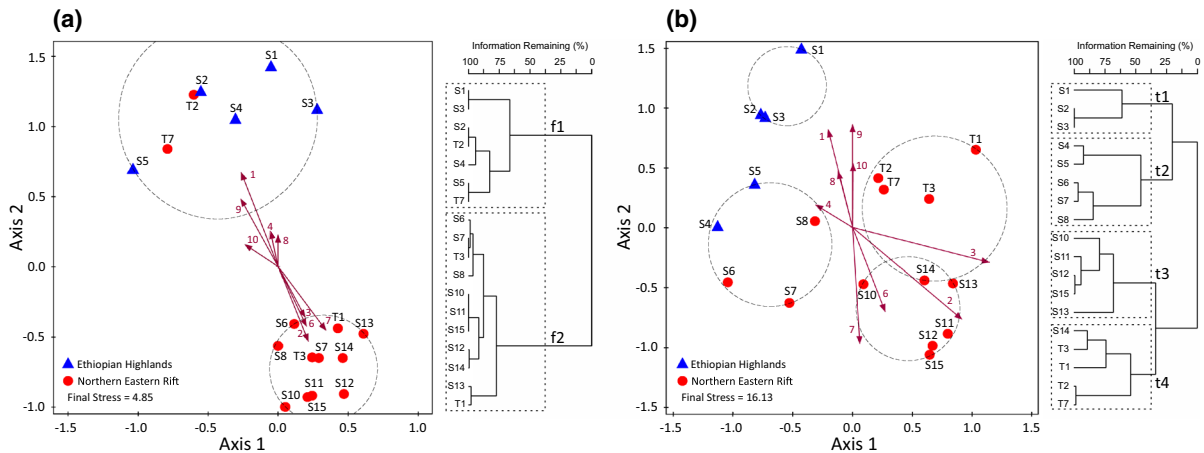 (a)
Axis 2
1.5
1.0
0.5
0.0
-0.5
-1.0
-1.5
-1.0
-0.5
0.0
0.5
1.0
Axis 1
S1
S2
T2
S3
S4
T7
S5
1
9
4
8
10
3
6
7
2
S6
T1
S13
S8
T3
S7
S14
S11
S12
S10
S15
Ethiopian Highlands
Northern Eastern Rift
Final Stress = 4.85
Information Remaining (%)
100 75 50 25 0
S1
S3
S2
T2
S4
S5
T7
S6
S7
T3
S8
S10
S11
S15
S12
S14
S13
T1
f1
f2
(b)
Axis 2
1.5
1.0
0.5
0.0
-0.5
-1.0
-1.5
-1.5
-1.0
-0.5
0.0
0.5
1.0
1.5
Axis 1
S1
S2
S3
1
9
T1
10
T2
T7
T3
8
S5
4
S8
S4
3
S14
S13
S6
S7
S10
6
2
7
S11
S12
S15
Ethiopian Highlands
Northern Eastern Rift
Final Stress = 16.13
Information Remaining (%)
100 75 50 25 0
S1
S2
S3
S4
S5
S6
S7
S8
S10
S11
S12
S15
S13
S14
T3
T1
T2
T7
t1
t2
t3
t4